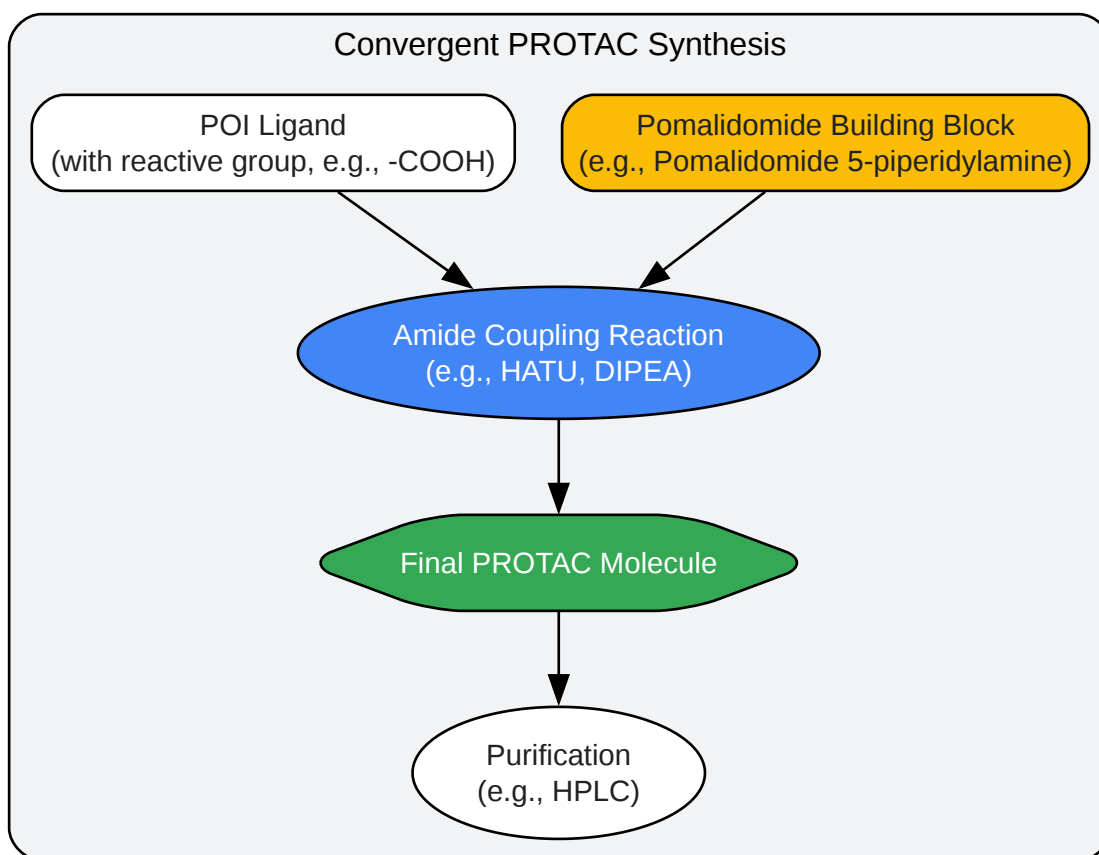 Convergent PROTAC Synthesis
POI Ligand
(with reactive group, e.g., -COOH)
Pomalidomide Building Block
(e.g., Pomalidomide 5-piperidylamine)
Amide Coupling Reaction
(e.g., HATU, DIPEA)
Final PROTAC Molecule
Purification
(e.g., HPLC)